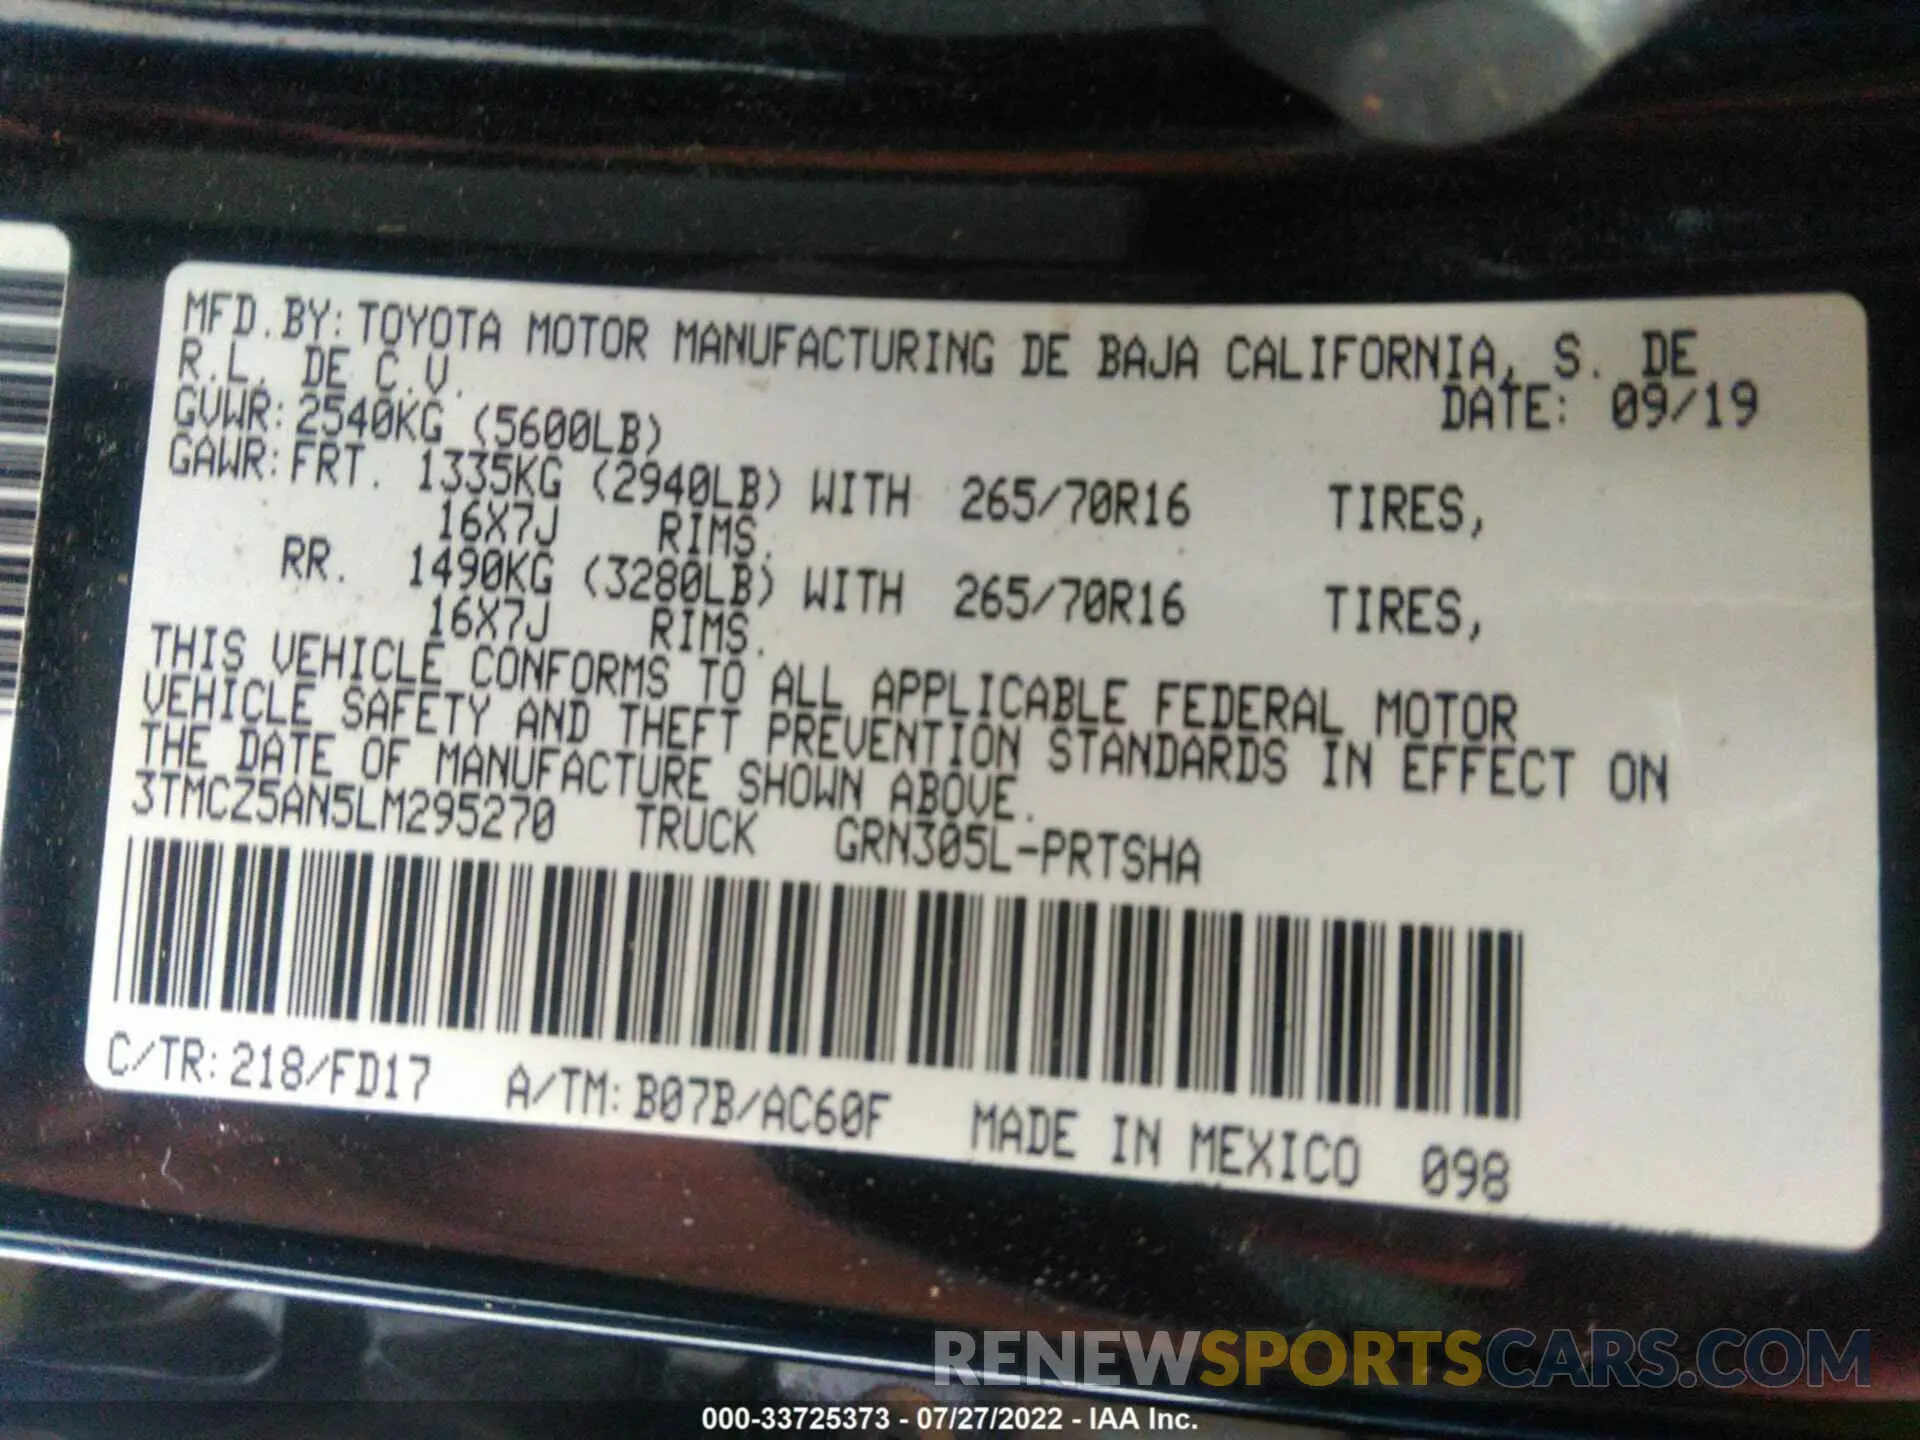 MFD.BY: TOYOTA MOTOR MANUFACTURING DE BAJA CALIFORNIA, S. DE
R.L. DE C.V.
DATE: 09/19
GVWR: 2540KG (5600LB)
GAWR: FRT. 1335KG (2940LB) WITH 265/70R16 TIRES,
16X7J RIMS.
RR. 1490KG (3280LB) WITH 265/70R16 TIRES,
16X7J RIMS.
THIS VEHICLE CONFORMS TO ALL APPLICABLE FEDERAL MOTOR
VEHICLE SAFETY AND THEFT PREVENTION STANDARDS IN EFFECT ON
THE DATE OF MANUFACTURE SHOWN ABOVE.
3TMCZ5AN5LM295270 TRUCK GRN305L-PRTSHA
C/TR: 218/FD17 A/TM: B07B/AC60F MADE IN MEXICO 098
RENEWSPORTSCARS.COM
000-33725373 - 07/27/2022 - IAA Inc.